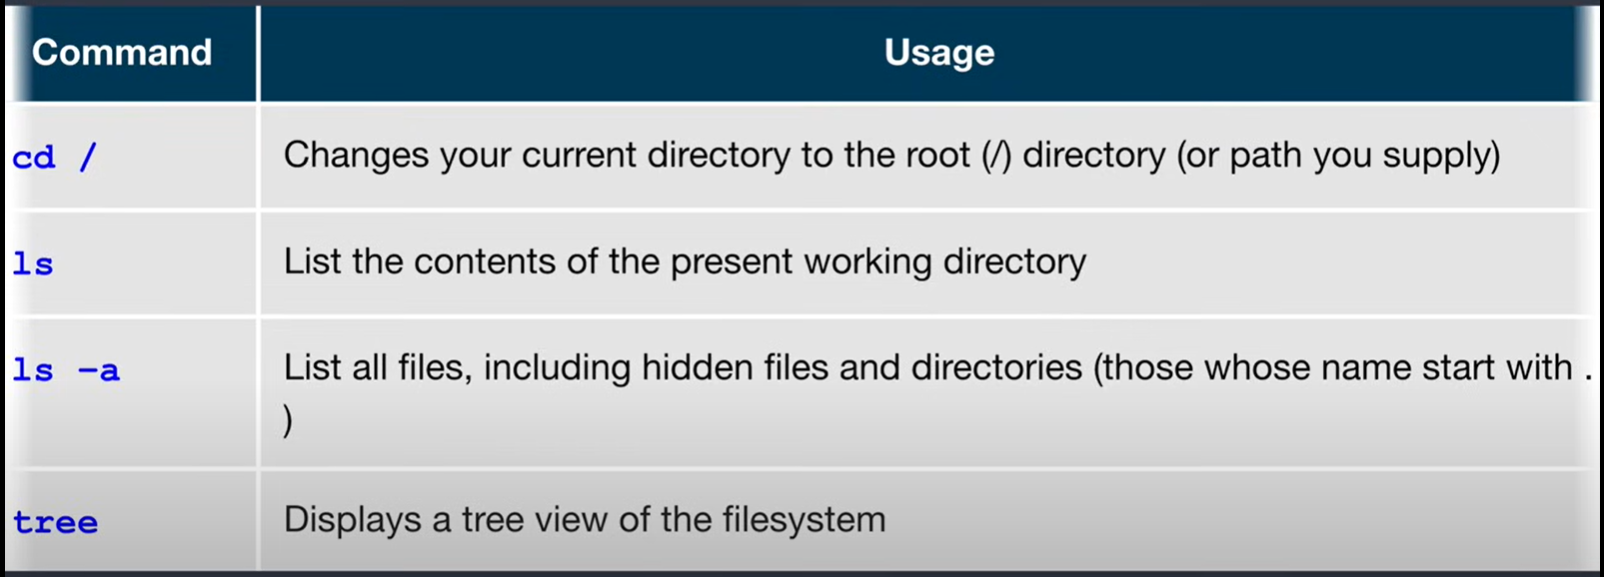 Command
Usage
cd /
Changes your current directory to the root (/) directory (or path you supply)
ls
List the contents of the present working directory
ls -a
List all files, including hidden files and directories (those whose name start with .
)
tree
Displays a tree view of the filesystem